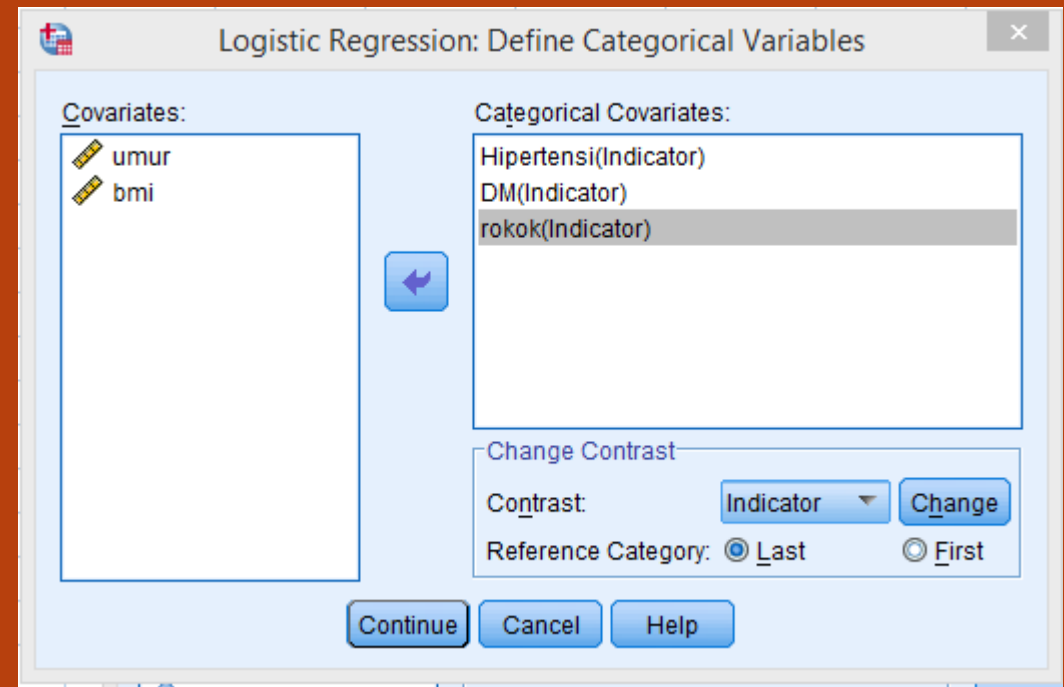 Logistic Regression: Define Categorical Variables
Covariates:
umur
bmi
Categorical Covariates:
Hipertensi(Indicator)
DM(Indicator)
rokok(Indicator)
Change Contrast
Contrast: Indicator Change
Reference Category: Last First
Continue Cancel Help